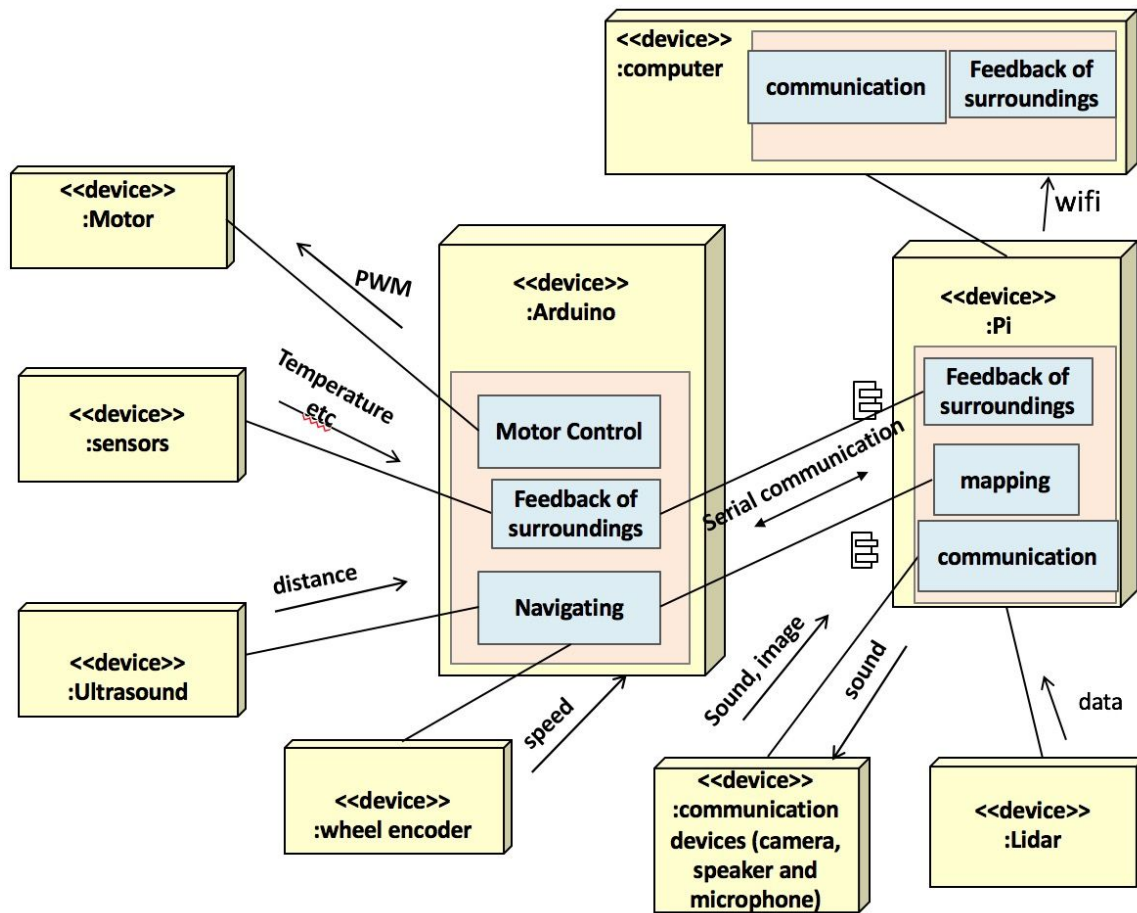 <<device>>
:computer
communication
Feedback of
surroundings
wifi
<<device>>
:Motor
PWM
<<device>>
:Arduino
<<device>>
:Pi
Temperature
etc
<<device>>
:sensors
Motor Control
Feedback of
surroundings
Navigating
Serial communication
Feedback of
surroundings
mapping
communication
distance
<<device>>
:Ultrasound
speed
<<device>>
:wheel encoder
Sound, image
sound
<<device>>
:communication
devices (camera,
speaker and
microphone)
data
<<device>>
:Lidar